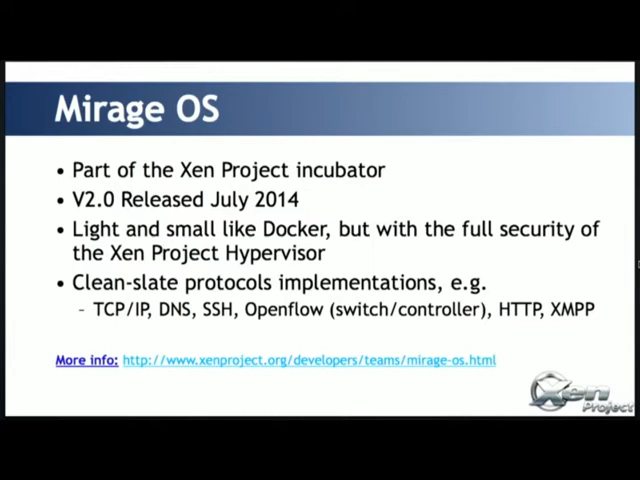 Mirage OS
• Part of the Xen Project incubator
• V2.0 Released July 2014
• Light and small like Docker, but with the full security of
the Xen Project Hypervisor
• Clean-slate protocols implementations, e.g.
– TCP/IP, DNS, SSH, Openflow (switch/controller), HTTP, XMPP
More info: http://www.xenproject.org/developers/teams/mirage-os.html
Xen
Project